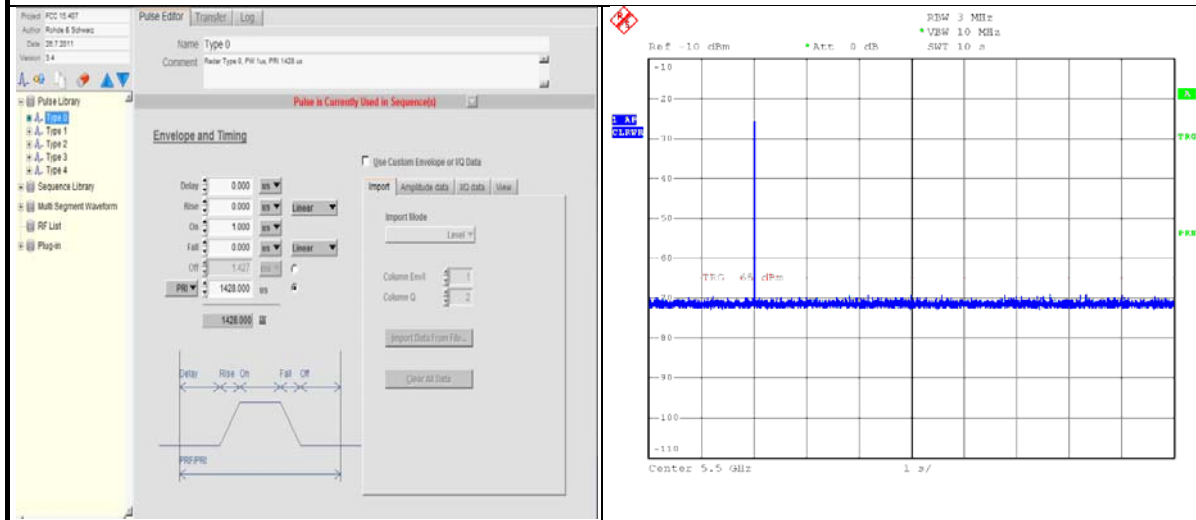 Project FCC 15.407
Author Rohde & Schwarz
Date 26.7.2011
Version 3.4
Pulse Library
Type 0
Type 1
Type 2
Type 3
Type 4
Sequence Library
Multi Segment Waveform
RF List
Plug-in
Pulse Editor Transfer Log
Name Type 0
Comment Radar Type 0, PW 1us, PRI 1428 us
Pulse is Currently Used in Sequence(s)
Envelope and Timing
Delay 0.000 us
Rise 0.000 us Linear
On 1.000 us
Fall 0.000 us Linear
Off 1.427 ms
PRI 1428.000 us
1428.000
Use Custom Envelope or I/Q Data
Import Amplitude data I/Q data View
Import Mode
Level
Column Env/I 1
Column Q 2
Import Data From File...
Clear All Data
Delay Rise On Fall Off
PRF/PRI
RBW 3 MHz
* VBW 10 MHz
Ref -10 dBm * Att 0 dB SWT 10 s
-10
-20
-30
-40
-50
-60
-70
-80
-90
-100
-110
1 AP
CLRWR
A
TRG
TRG -65 dBm
Center 5.5 GHz 1 s/